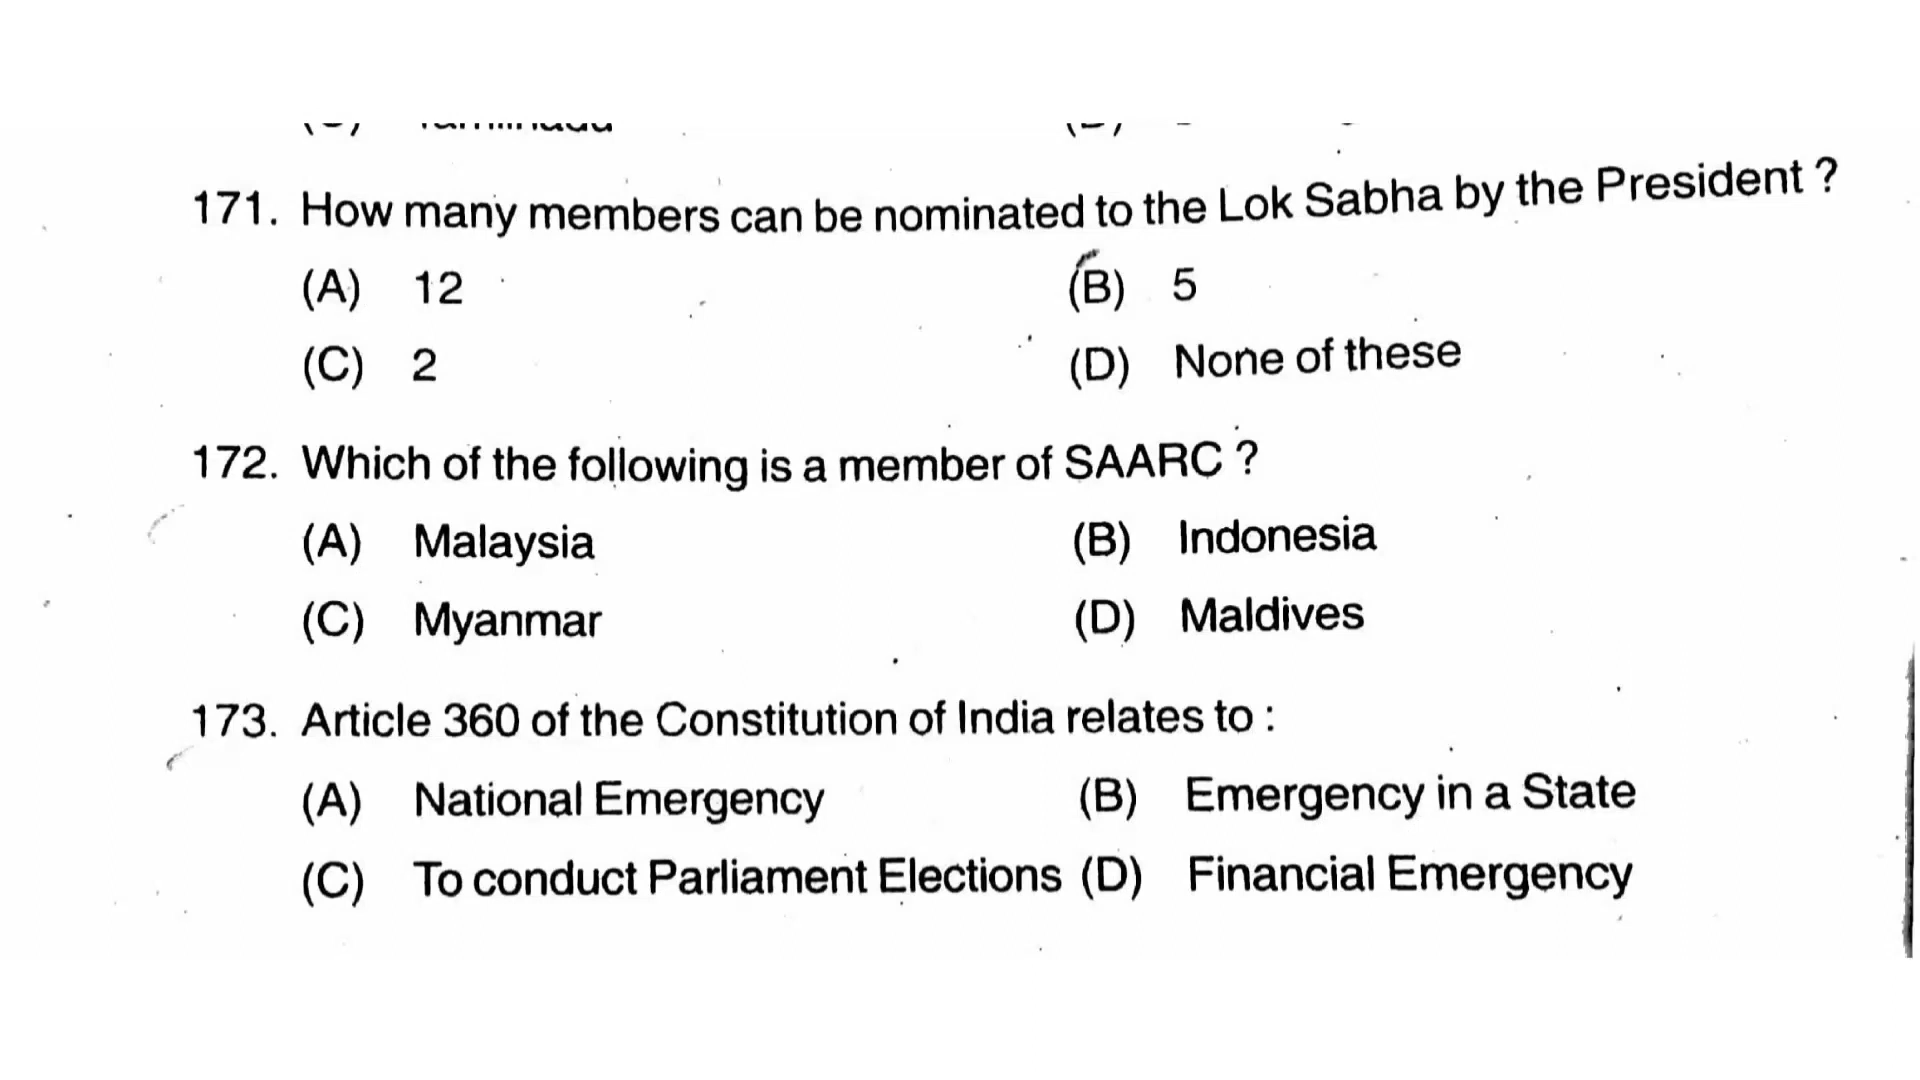 171. How many members can be nominated to the Lok Sabha by the President ?
(A) 12 (B) 5
(C) 2 (D) None of these
172. Which of the following is a member of SAARC ?
(A) Malaysia (B) Indonesia
(C) Myanmar (D) Maldives
173. Article 360 of the Constitution of India relates to :
(A) National Emergency (B) Emergency in a State
(C) To conduct Parliament Elections (D) Financial Emergency